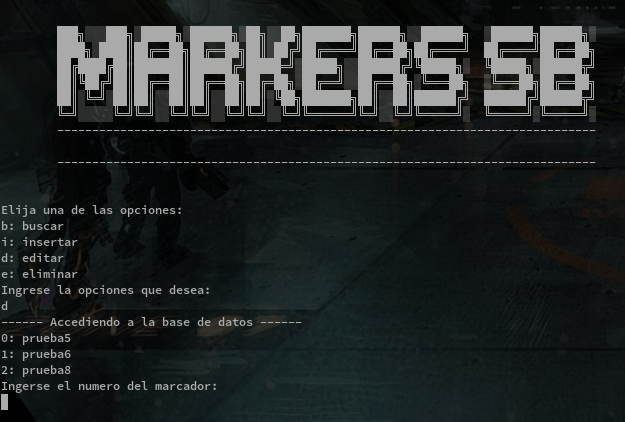 MARKERS SB
--------------------------------------------------------------------------------
--------------------------------------------------------------------------------
Elija una de las opciones:
b: buscar
i: insertar
d: editar
e: eliminar
Ingrese la opciones que desea:
d
------ Accediendo a la base de datos ------
0: prueba5
1: prueba6
2: prueba8
Ingerse el numero del marcador: